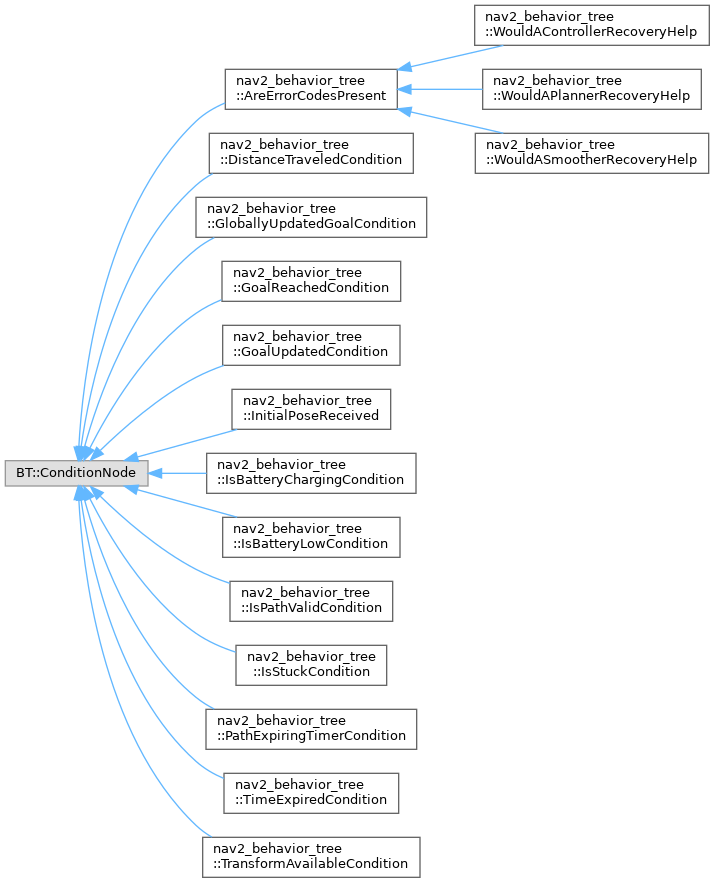 nav2_behavior_tree
::WouldAControllerRecoveryHelp
nav2_behavior_tree
::AreErrorCodesPresent
nav2_behavior_tree
::WouldAPlannerRecoveryHelp
nav2_behavior_tree
::WouldASmootherRecoveryHelp
nav2_behavior_tree
::DistanceTraveledCondition
nav2_behavior_tree
::GloballyUpdatedGoalCondition
nav2_behavior_tree
::GoalReachedCondition
nav2_behavior_tree
::GoalUpdatedCondition
nav2_behavior_tree
::InitialPoseReceived
BT::ConditionNode
nav2_behavior_tree
::IsBatteryChargingCondition
nav2_behavior_tree
::IsBatteryLowCondition
nav2_behavior_tree
::IsPathValidCondition
nav2_behavior_tree
::IsStuckCondition
nav2_behavior_tree
::PathExpiringTimerCondition
nav2_behavior_tree
::TimeExpiredCondition
nav2_behavior_tree
::TransformAvailableCondition